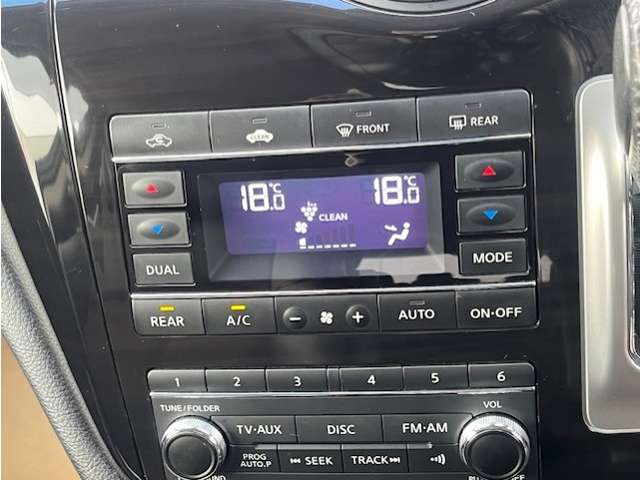 CLEAN FRONT REAR
18.0℃ 18.0℃
CLEAN
DUAL MODE
REAR A/C − + AUTO ON·OFF
1 2 3 4 5 6
TUNE/FOLDER VOL
TV·AUX DISC FM·AM
PROG
AUTO.P
SEEK TRACK